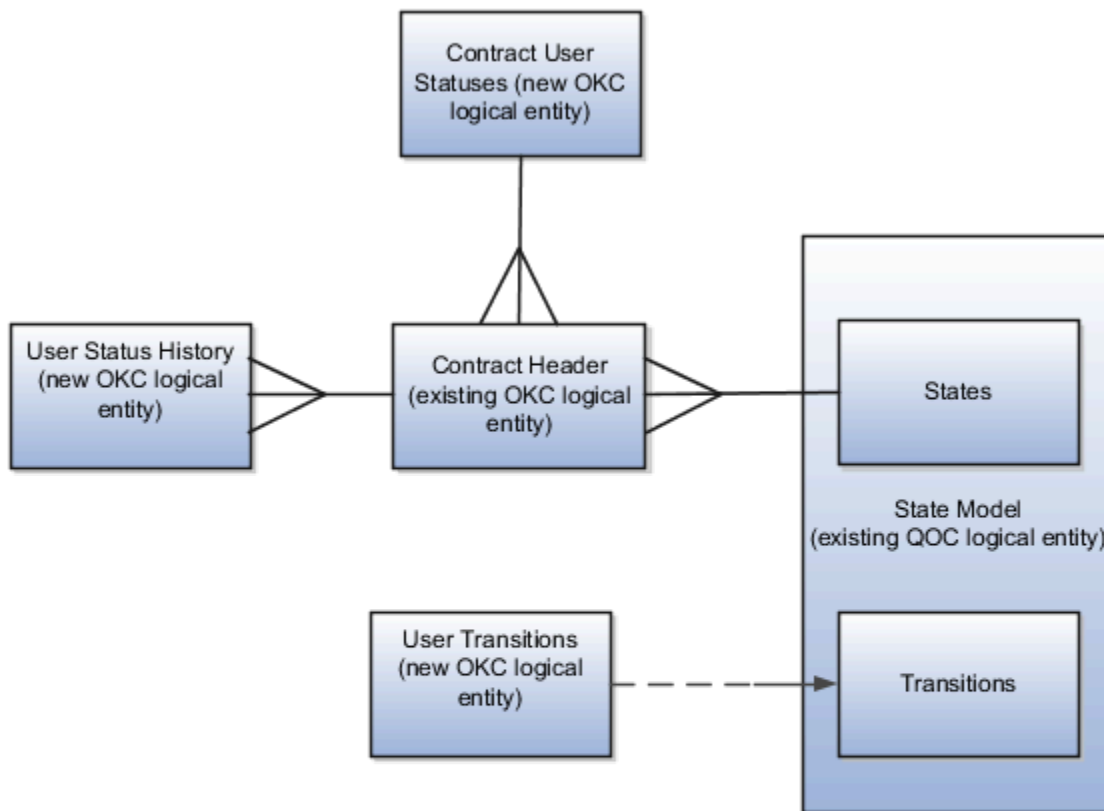 Contract User
Statuses (new OKC
logical entity)
User Status History
(new OKC logical
entity)
Contract Header
(existing OKC logical
entity)
States
State Model
(existing QOC logical entity)
User Transitions
(new OKC logical
entity)
Transitions